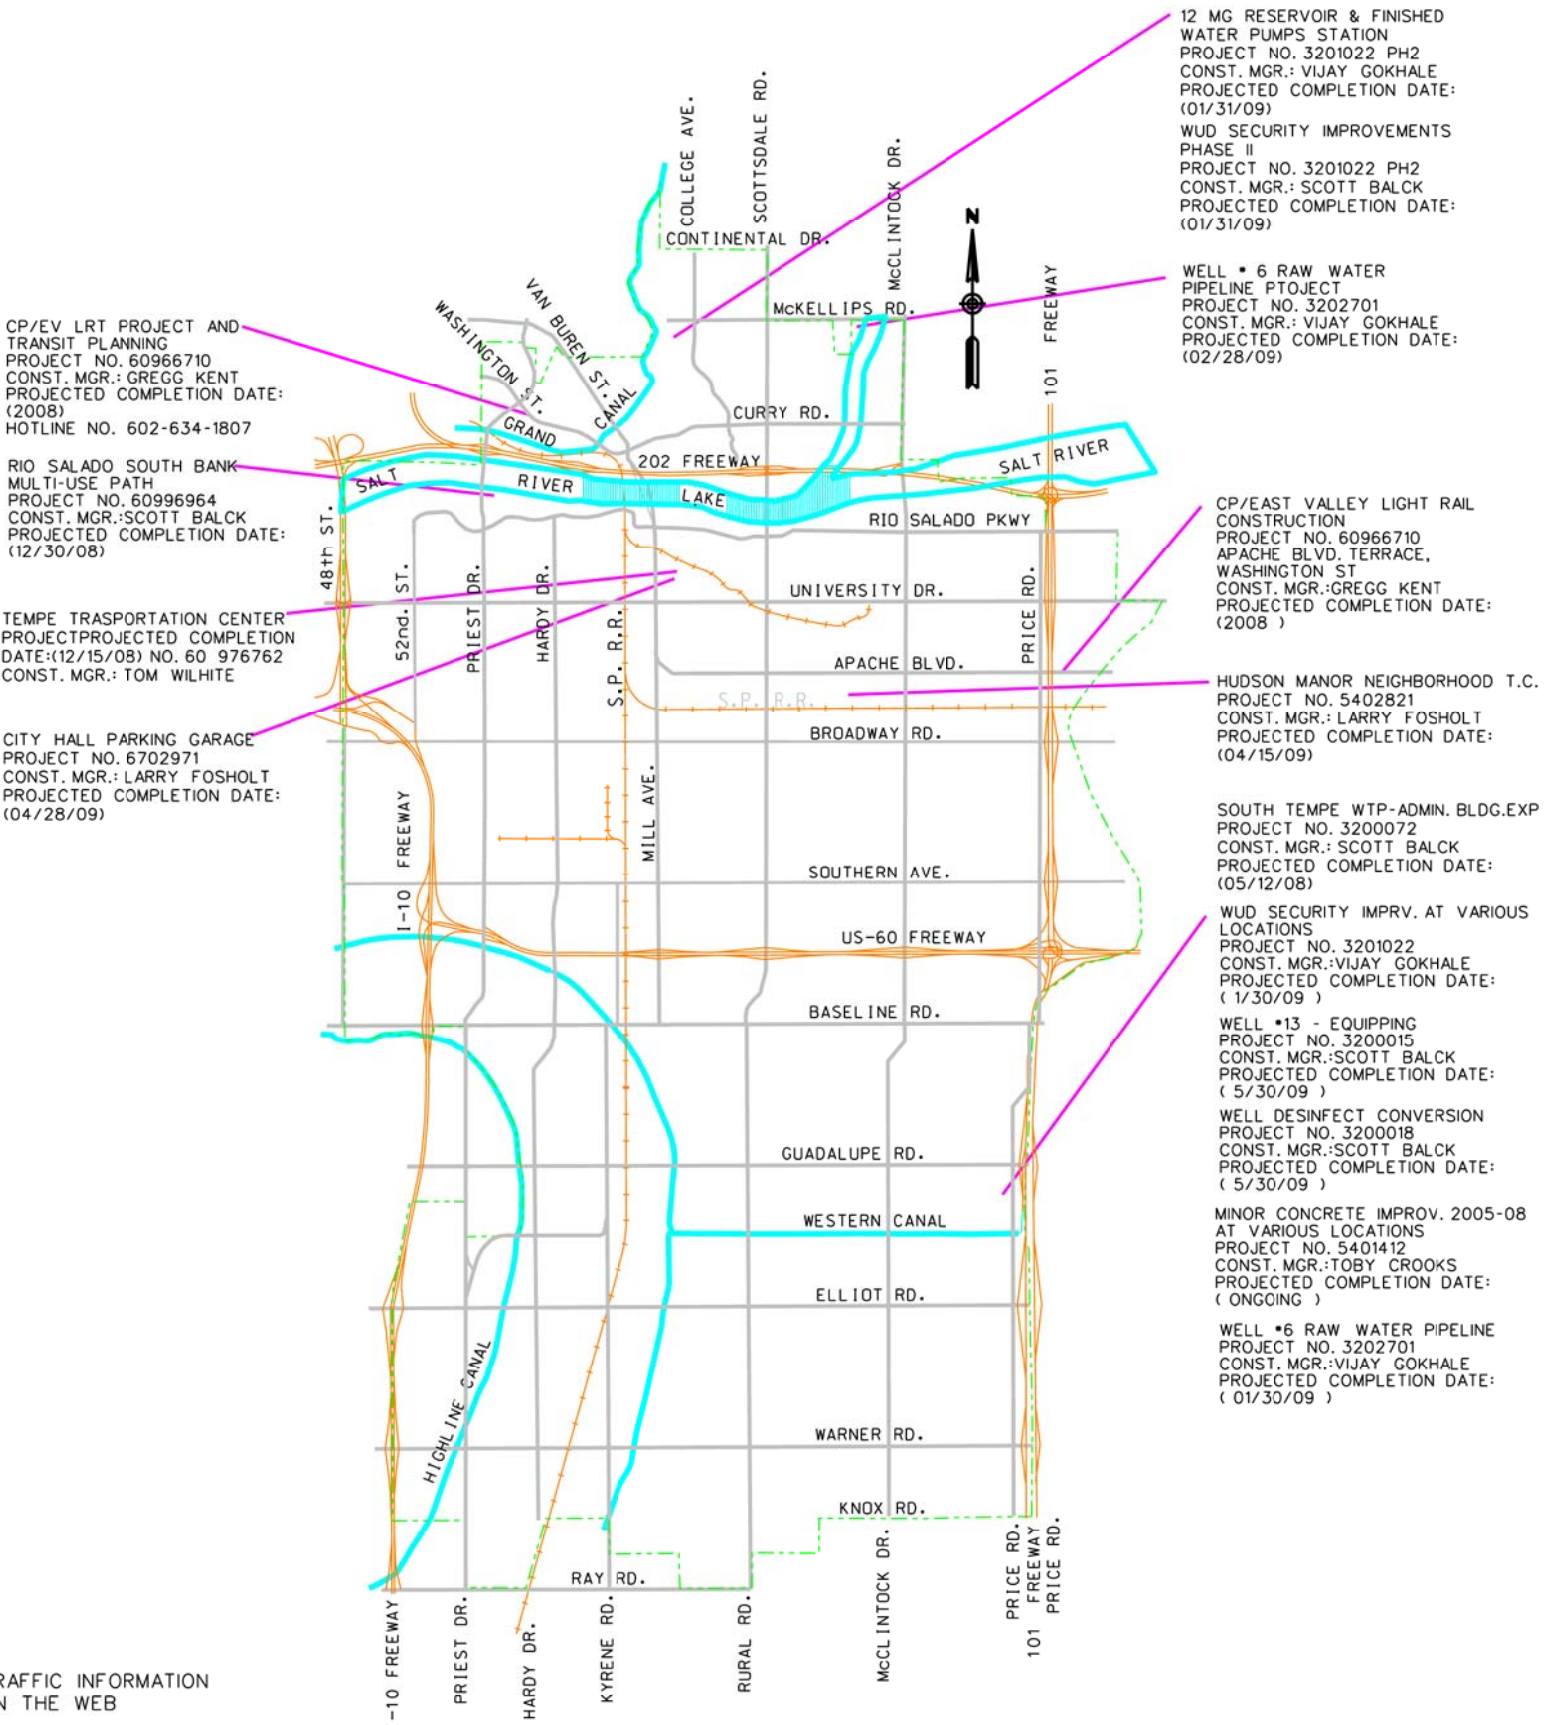 12 MG RESERVOIR & FINISHED
WATER PUMPS STATION
PROJECT NO. 3201022 PH2
CONST. MGR.: VIJAY GOKHALE
PROJECTED COMPLETION DATE:
(01/31/09)
WUD SECURITY IMPROVEMENTS
PHASE II
PROJECT NO. 3201022 PH2
CONST. MGR.: SCOTT BALCK
PROJECTED COMPLETION DATE:
(01/31/09)
WELL • 6 RAW WATER
PIPELINE PTOJECT
PROJECT NO. 3202701
CONST. MGR.: VIJAY GOKHALE
PROJECTED COMPLETION DATE:
(02/28/09)
CP/EV LRT PROJECT AND
TRANSIT PLANNING
PROJECT NO. 60966710
CONST. MGR.: GREGG KENT
PROJECTED COMPLETION DATE:
(2008)
HOTLINE NO. 602-634-1807
RIO SALADO SOUTH BANK
MULTI-USE PATH
PROJECT NO. 60996964
CONST. MGR.:SCOTT BALCK
PROJECTED COMPLETION DATE:
(12/30/08)
TEMPE TRASPORTATION CENTER
PROJECTPROJECTED COMPLETION
DATE:(12/15/08) NO. 60 976762
CONST. MGR.: TOM WILHITE
CITY HALL PARKING GARAGE
PROJECT NO. 6702971
CONST. MGR.: LARRY FOSHOLT
PROJECTED COMPLETION DATE:
(04/28/09)
COLLEGE AVE.
SCOTTSDALE RD.
McCLINTOCK DR.
N
101 FREEWAY
CONTINENTAL DR.
McKELLIPS RD.
VAN BUREN ST.
WASHINGTON ST.
GRAND CANAL
CURRY RD.
202 FREEWAY
SALT RIVER
SALT RIVER LAKE
RIO SALADO PKWY
48th ST.
52nd. ST.
PRIEST DR.
HARDY DR.
S.P. R.R.
UNIVERSITY DR.
PRICE RD.
APACHE BLVD.
S.P. R.R.
BROADWAY RD.
I-10 FREEWAY
MILL AVE.
SOUTHERN AVE.
US-60 FREEWAY
BASELINE RD.
GUADALUPE RD.
WESTERN CANAL
ELLIOT RD.
HIGHLINE CANAL
WARNER RD.
KNOX RD.
RAY RD.
-10 FREEWAY
PRIEST DR.
HARDY DR.
KYRENE RD.
RURAL RD.
McCLINTOCK DR.
PRICE RD.
101 FREEWAY
PRICE RD.
CP/EAST VALLEY LIGHT RAIL
CONSTRUCTION
PROJECT NO. 60966710
APACHE BLVD. TERRACE,
WASHINGTON ST
CONST. MGR.:GREGG KENT
PROJECTED COMPLETION DATE:
(2008 )
HUDSON MANOR NEIGHBORHOOD T.C.
PROJECT NO. 5402821
CONST. MGR.: LARRY FOSHOLT
PROJECTED COMPLETION DATE:
(04/15/09)
SOUTH TEMPE WTP-ADMIN. BLDG.EXP
PROJECT NO. 3200072
CONST. MGR.: SCOTT BALCK
PROJECTED COMPLETION DATE:
(05/12/08)
WUD SECURITY IMPRV. AT VARIOUS
LOCATIONS
PROJECT NO. 3201022
CONST. MGR.:VIJAY GOKHALE
PROJECTED COMPLETION DATE:
( 1/30/09 )
WELL •13 - EQUIPPING
PROJECT NO. 3200015
CONST. MGR.:SCOTT BALCK
PROJECTED COMPLETION DATE:
( 5/30/09 )
WELL DESINFECT CONVERSION
PROJECT NO. 3200018
CONST. MGR.:SCOTT BALCK
PROJECTED COMPLETION DATE:
( 5/30/09 )
MINOR CONCRETE IMPROV. 2005-08
AT VARIOUS LOCATIONS
PROJECT NO. 5401412
CONST. MGR.:TOBY CROOKS
PROJECTED COMPLETION DATE:
( ONGOING )
WELL •6 RAW WATER PIPELINE
PROJECT NO. 3202701
CONST. MGR.:VIJAY GOKHALE
PROJECTED COMPLETION DATE:
( 01/30/09 )
RAFFIC INFORMATION
N THE WEB